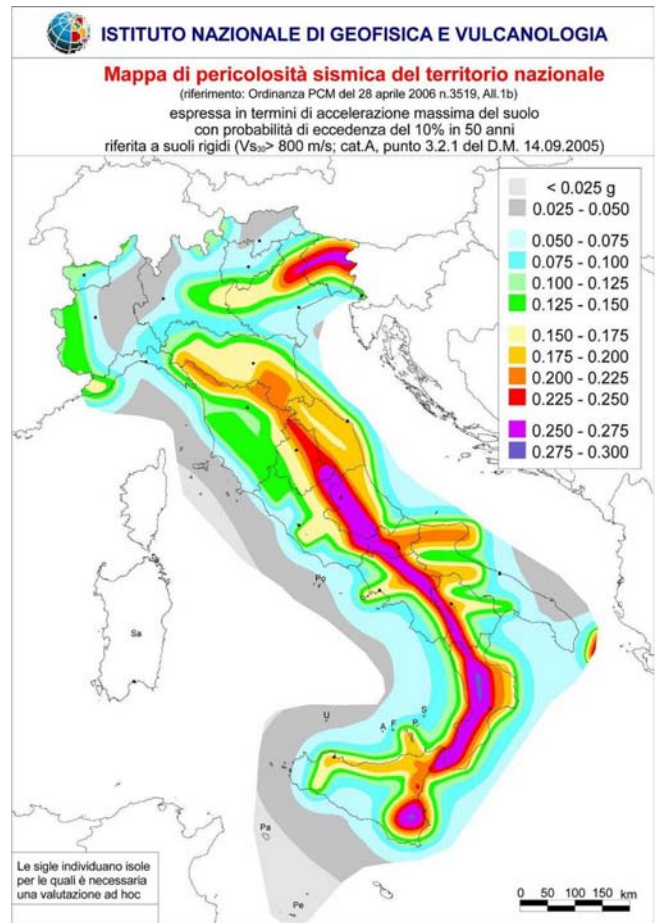 ISTITUTO NAZIONALE DI GEOFISICA E VULCANOLOGIA
Mappa di pericolosità sismica del territorio nazionale
(riferimento: Ordinanza PCM del 28 aprile 2006 n.3519, All.1b)
espressa in termini di accelerazione massima del suolo
con probabilità di eccedenza del 10% in 50 anni
riferita a suoli rigidi (Vs₃₀> 800 m/s; cat.A, punto 3.2.1 del D.M. 14.09.2005)
< 0.025 g
0.025 - 0.050
0.050 - 0.075
0.075 - 0.100
0.100 - 0.125
0.125 - 0.150
0.150 - 0.175
0.175 - 0.200
0.200 - 0.225
0.225 - 0.250
0.250 - 0.275
0.275 - 0.300
Po
Sa
U
S
A F P
Pa
Pe
Le sigle individuano isole
per le quali è necessaria
una valutazione ad hoc
0 50 100 150
km